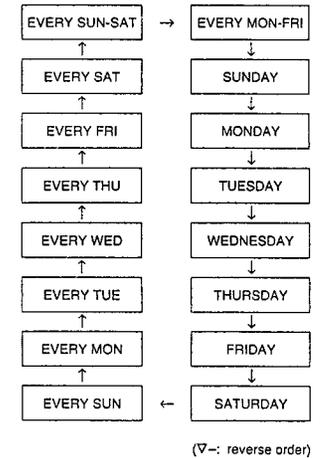 EVERY SUN-SAT → EVERY MON-FRI
↑ ↓
EVERY SAT SUNDAY
↑ ↓
EVERY FRI MONDAY
↑ ↓
EVERY THU TUESDAY
↑ ↓
EVERY WED WEDNESDAY
↑ ↓
EVERY TUE THURSDAY
↑ ↓
EVERY MON FRIDAY
↑ ↓
EVERY SUN ← SATURDAY
(∇–: reverse order)